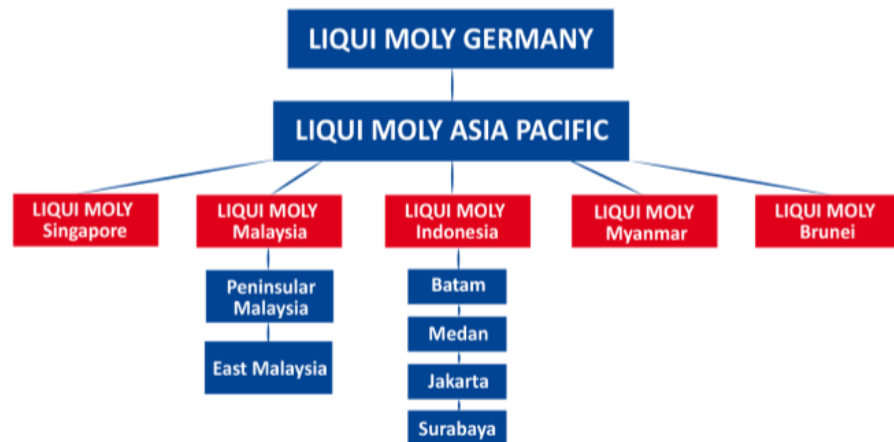 LIQUI MOLY GERMANY
LIQUI MOLY ASIA PACIFIC
LIQUI MOLY
Singapore
LIQUI MOLY
Malaysia
LIQUI MOLY
Indonesia
LIQUI MOLY
Myanmar
LIQUI MOLY
Brunei
Peninsular
Malaysia
East Malaysia
Batam
Medan
Jakarta
Surabaya